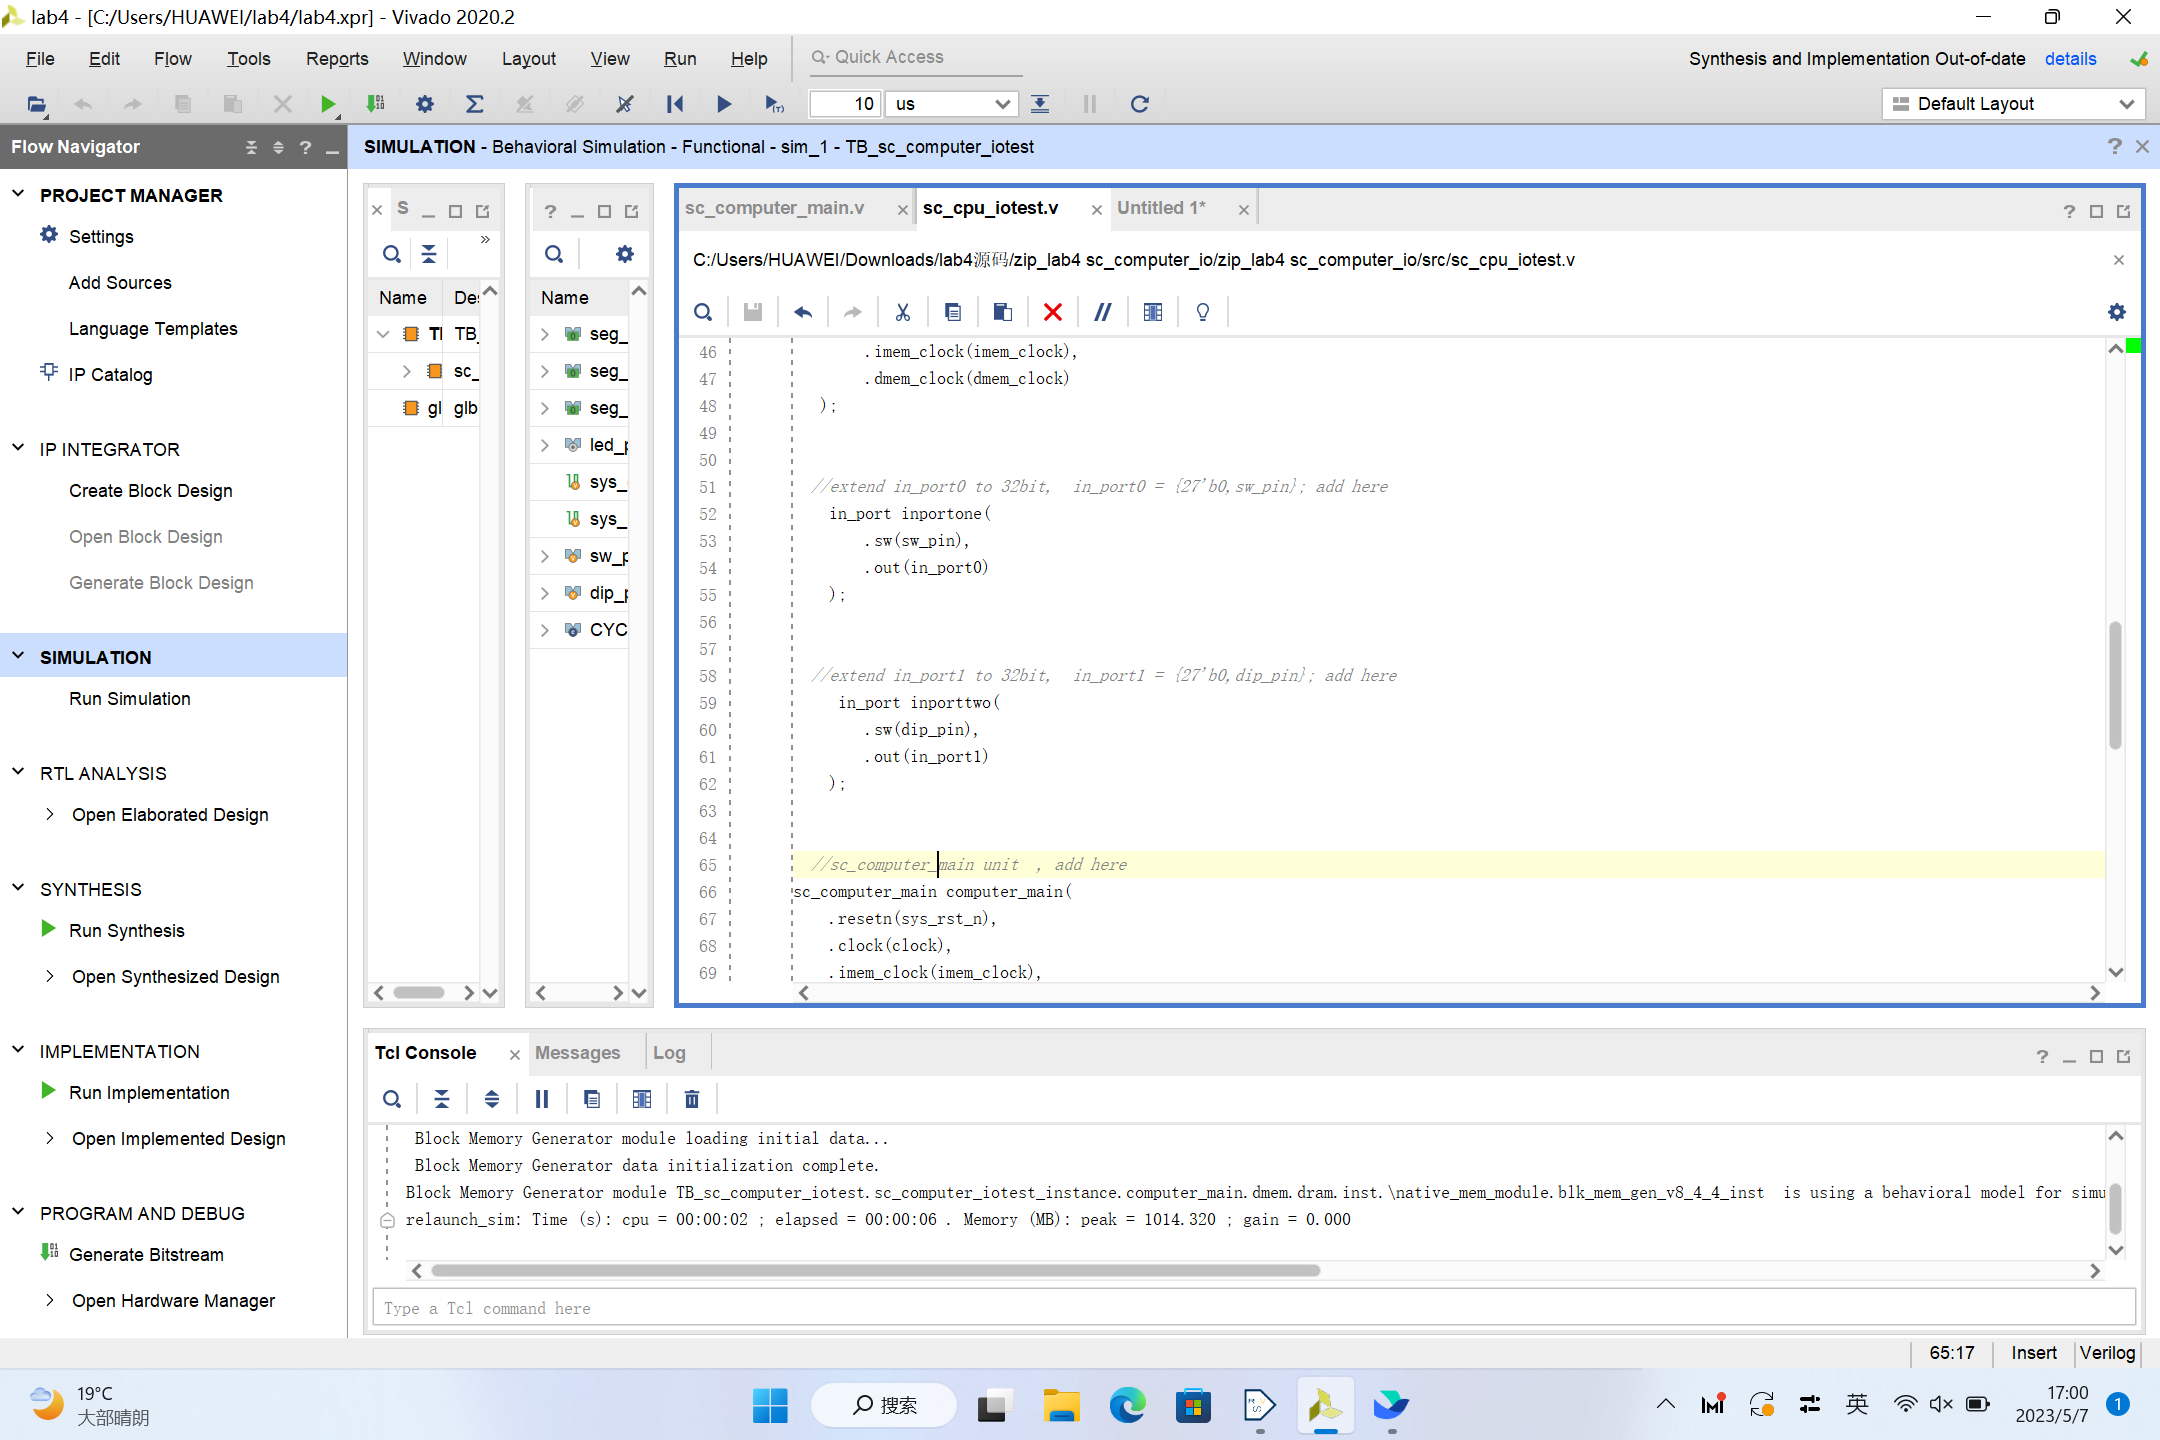 lab4 - [C:/Users/HUAWEI/lab4/lab4.xpr] - Vivado 2020.2
File Edit Flow Tools Reports Window Layout View Run Help Quick Access
Synthesis and Implementation Out-of-date details
10 us
Default Layout
Flow Navigator
SIMULATION - Behavioral Simulation - Functional - sim_1 - TB_sc_computer_iotest
PROJECT MANAGER
Settings
Add Sources
Language Templates
IP Catalog
IP INTEGRATOR
Create Block Design
Open Block Design
Generate Block Design
SIMULATION
Run Simulation
RTL ANALYSIS
Open Elaborated Design
SYNTHESIS
Run Synthesis
Open Synthesized Design
IMPLEMENTATION
Run Implementation
Open Implemented Design
PROGRAM AND DEBUG
Generate Bitstream
Open Hardware Manager
S
Name De
TB_
sc_
gl glb
Name
seg_
seg_
seg_
led_
sys_
sys_
sw_
dip_
CYC
sc_computer_main.v sc_cpu_iotest.v Untitled 1*
C:/Users/HUAWEI/Downloads/lab4源码/zip_lab4 sc_computer_io/zip_lab4 sc_computer_io/src/sc_cpu_iotest.v
46 .imem_clock(imem_clock),
47 .dmem_clock(dmem_clock)
48 );
49
50
51 //extend in_port0 to 32bit, in_port0 = {27'b0,sw_pin}; add here
52 in_port inportone(
53 .sw(sw_pin),
54 .out(in_port0)
55 );
56
57
58 //extend in_port1 to 32bit, in_port1 = {27'b0,dip_pin}; add here
59 in_port inporttwo(
60 .sw(dip_pin),
61 .out(in_port1)
62 );
63
64
65 //sc_computer_main unit , add here
66 sc_computer_main computer_main(
67 .resetn(sys_rst_n),
68 .clock(clock),
69 .imem_clock(imem_clock),
Tcl Console Messages Log
Block Memory Generator module loading initial data...
Block Memory Generator data initialization complete.
Block Memory Generator module TB_sc_computer_iotest.sc_computer_iotest_instance.computer_main.dmem.dram.inst.\native_mem_module.blk_mem_gen_v8_4_4_inst is using a behavioral model for simu
relaunch_sim: Time (s): cpu = 00:00:02 ; elapsed = 00:00:06 . Memory (MB): peak = 1014.320 ; gain = 0.000
Type a Tcl command here
65:17 Insert Verilog
19°C
大部晴朗
搜索
英
17:00
2023/5/7
1